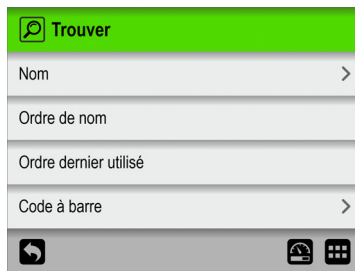 Trouver
Nom
Ordre de nom
Ordre dernier utilisé
Code à barre